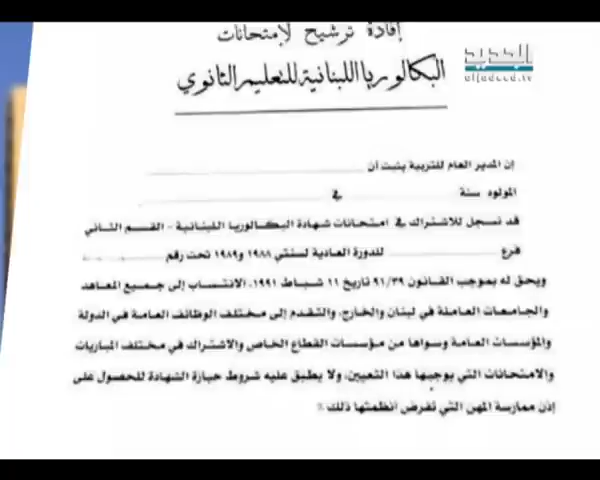 إفادة ترشيح لإمتحانات
البكالوريا اللبنانية للتعليم الثانوي
الجديد
aljadeed.tv
إن المدير العام للتربية يثبت أن
المولود سنة في
قد تسجل للاشتراك في امتحانات شهادة البكالوريا اللبنانية - القسم الثاني
فرع للدورة العادية لسنتي ١٩٨٨ و١٩٨٩ تحت رقم
ويحق له بموجب القانون ٩١/٣٩ تاريخ ١١ شباط ١٩٩١، الانتساب إلى جميع المعاهد
والجامعات العاملة في لبنان والخارج، والتقدم إلى مختلف الوظائف العامة في الدولة
والمؤسسات العامة وسواها من مؤسسات القطاع الخاص والاشتراك في مختلف المباريات
والامتحانات التي يوجبها هذا التعيين، ولا يطبق عليه شروط حيازة الشهادة للحصول على
إذن ممارسة المهن التي تفرض أنظمتها ذلك ٪